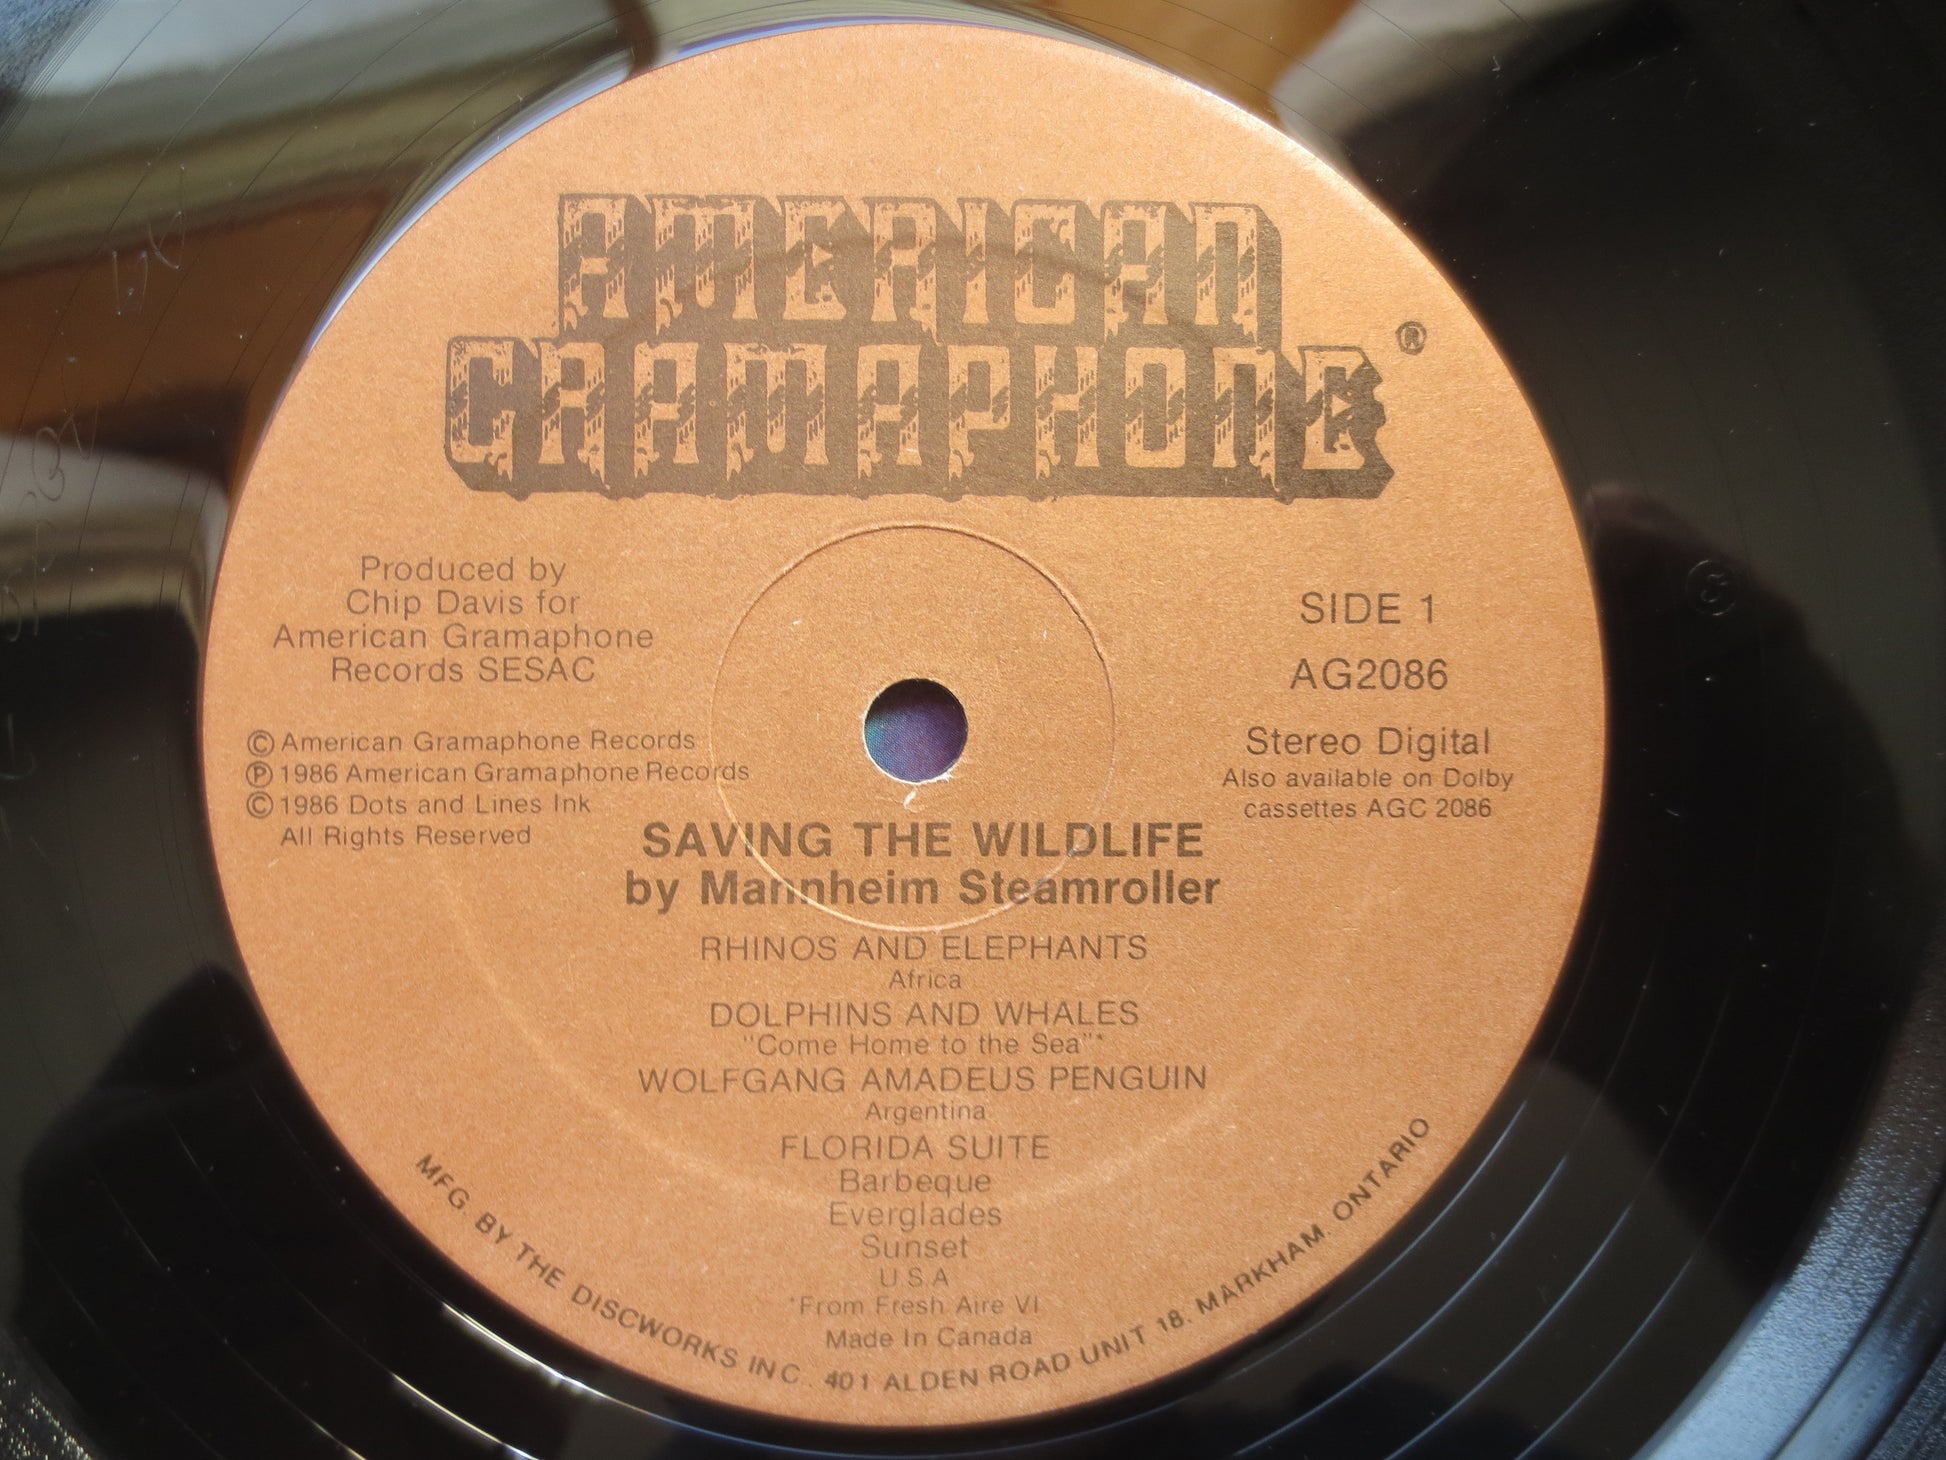 AMERICAN
GRAMAPHONE ®
Produced by
Chip Davis for
American Gramaphone
Records SESAC
SIDE 1
AG2086
Stereo Digital
Also available on Dolby
cassettes AGC 2086
© American Gramaphone Records
℗ 1986 American Gramaphone Records
© 1986 Dots and Lines Ink
All Rights Reserved
SAVING THE WILDLIFE
by Mannheim Steamroller
RHINOS AND ELEPHANTS
Africa
DOLPHINS AND WHALES
"Come Home to the Sea"*
WOLFGANG AMADEUS PENGUIN
Argentina
FLORIDA SUITE
Barbeque
Everglades
Sunset
U.S.A
*From Fresh Aire VI
Made In Canada
MFG. BY THE DISCWORKS INC. 401 ALDEN ROAD UNIT 18. MARKHAM. ONTARIO